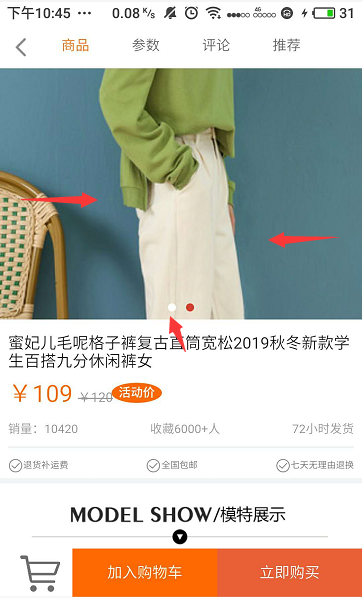 下午10:45 ... 0.08 K/s 4G 31
商品 参数 评论 推荐
蜜妃儿毛呢格子裤复古直筒宽松2019秋冬新款学
生百搭九分休闲裤女
￥109 ￥120 活动价
销量：10420 收藏6000+人 72小时发货
退货补运费 全国包邮 七天无理由退换
MODEL SHOW/模特展示
加入购物车 立即购买